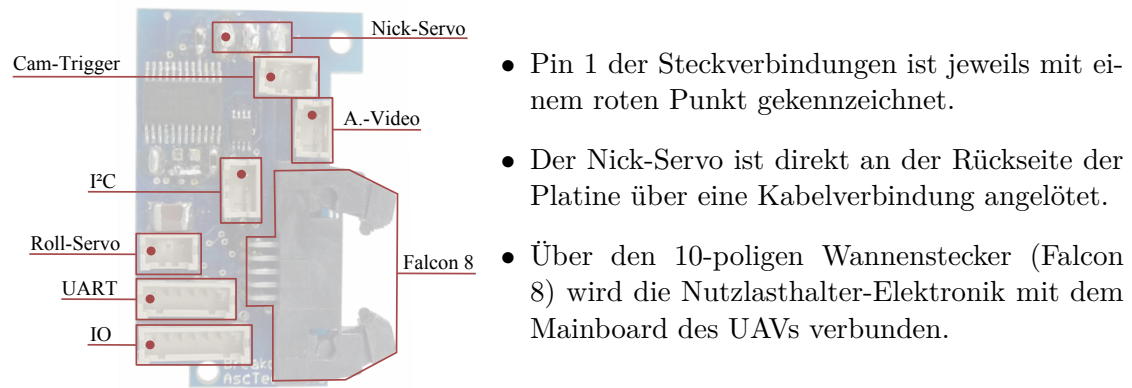 Nick-Servo
Cam-Trigger
A.-Video
I²C
Roll-Servo
Falcon 8
UART
IO
AscTe
• Pin 1 der Steckverbindungen ist jeweils mit ei-
nem roten Punkt gekennzeichnet.
• Der Nick-Servo ist direkt an der Rückseite der
Platine über eine Kabelverbindung angelötet.
• Über den 10-poligen Wannenstecker (Falcon
8) wird die Nutzlasthalter-Elektronik mit dem
Mainboard des UAVs verbunden.